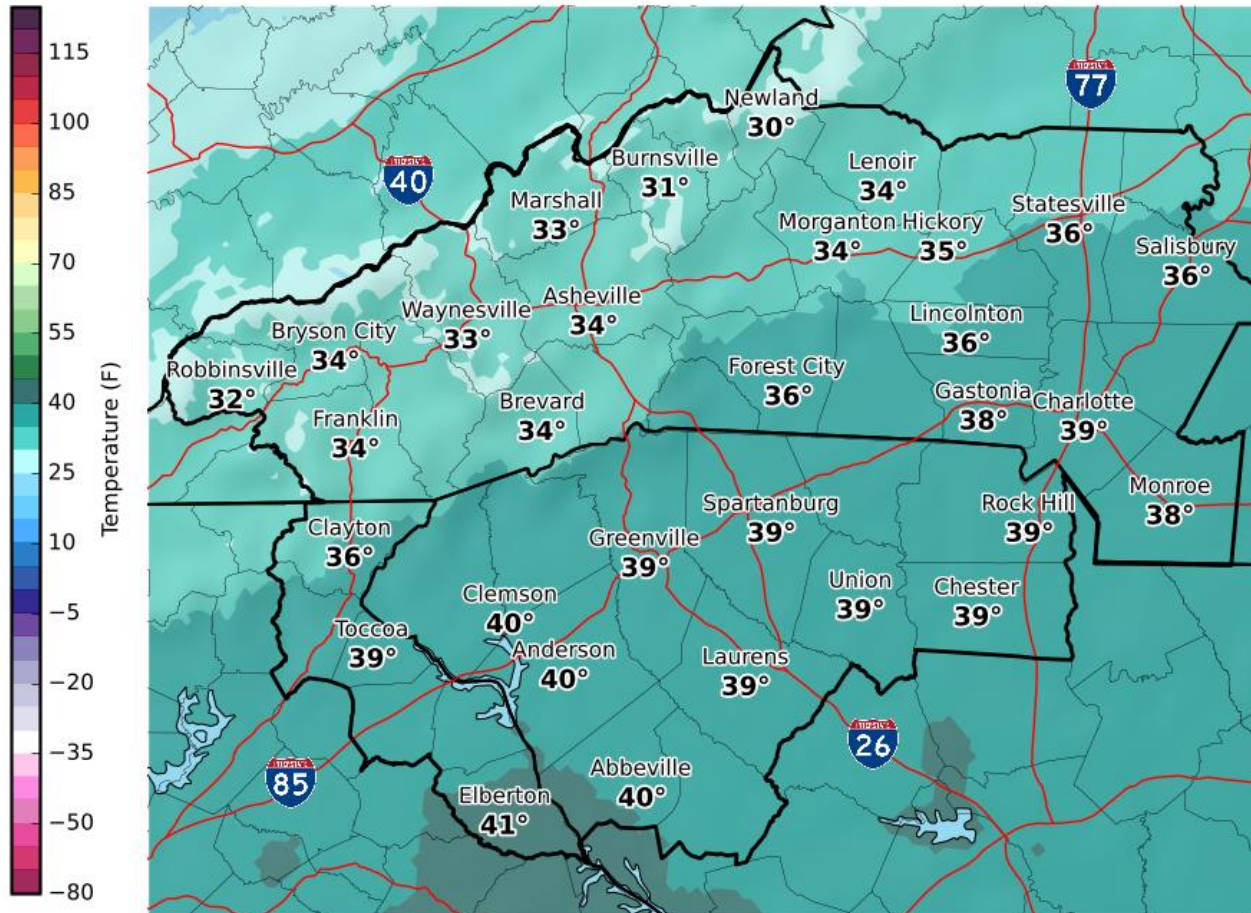 115
100
85
70
55
40
25
10
−5
−20
−35
−50
−80
Temperature (F)
77
40
85
26
Newland
30°
Burnsville
31°
Lenoir
34°
Marshall
33°
Morganton Hickory
34° 35°
Statesville
36°
Salisbury
36°
Asheville
34°
Waynesville
33°
Bryson City
34°
Robbinsville
32°
Lincolnton
36°
Forest City
36°
Gastonia
38°
Charlotte
39°
Brevard
34°
Franklin
34°
Monroe
38°
Rock Hill
39°
Spartanburg
39°
Clayton
36°
Greenville
39°
Union
39°
Chester
39°
Clemson
40°
Toccoa
39°
Anderson
40°
Laurens
39°
Abbeville
40°
Elberton
41°